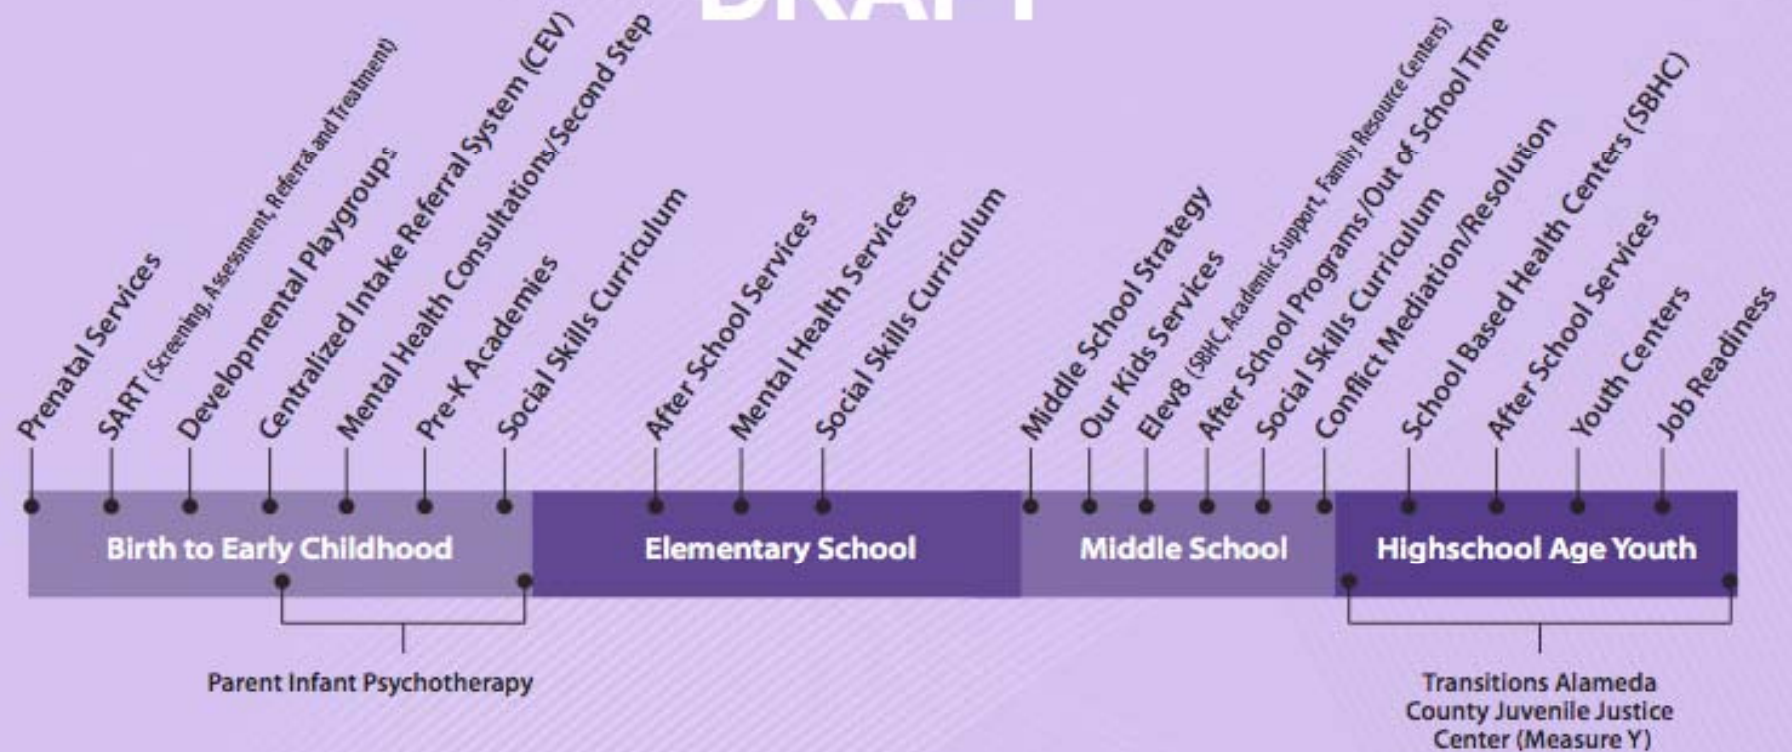 DRAFT
Prenatal Services
SART (Screening, Assessment, Referral and Treatment)
Developmental Playgroups
Centralized Intake Referral System (CEV)
Mental Health Consultations/Second Step
Pre-K Academies
Social Skills Curriculum
After School Services
Mental Health Services
Social Skills Curriculum
Middle School Strategy
Our Kids Services
Elev8 (SBHC, Academic Support, Family Resource Centers)
After School Programs/Out of School Time
Social Skills Curriculum
Conflict Mediation/Resolution
School Based Health Centers (SBHC)
After School Services
Youth Centers
Job Readiness
Birth to Early Childhood
Elementary School
Middle School
Highschool Age Youth
Parent Infant Psychotherapy
Transitions Alameda
County Juvenile Justice
Center (Measure Y)